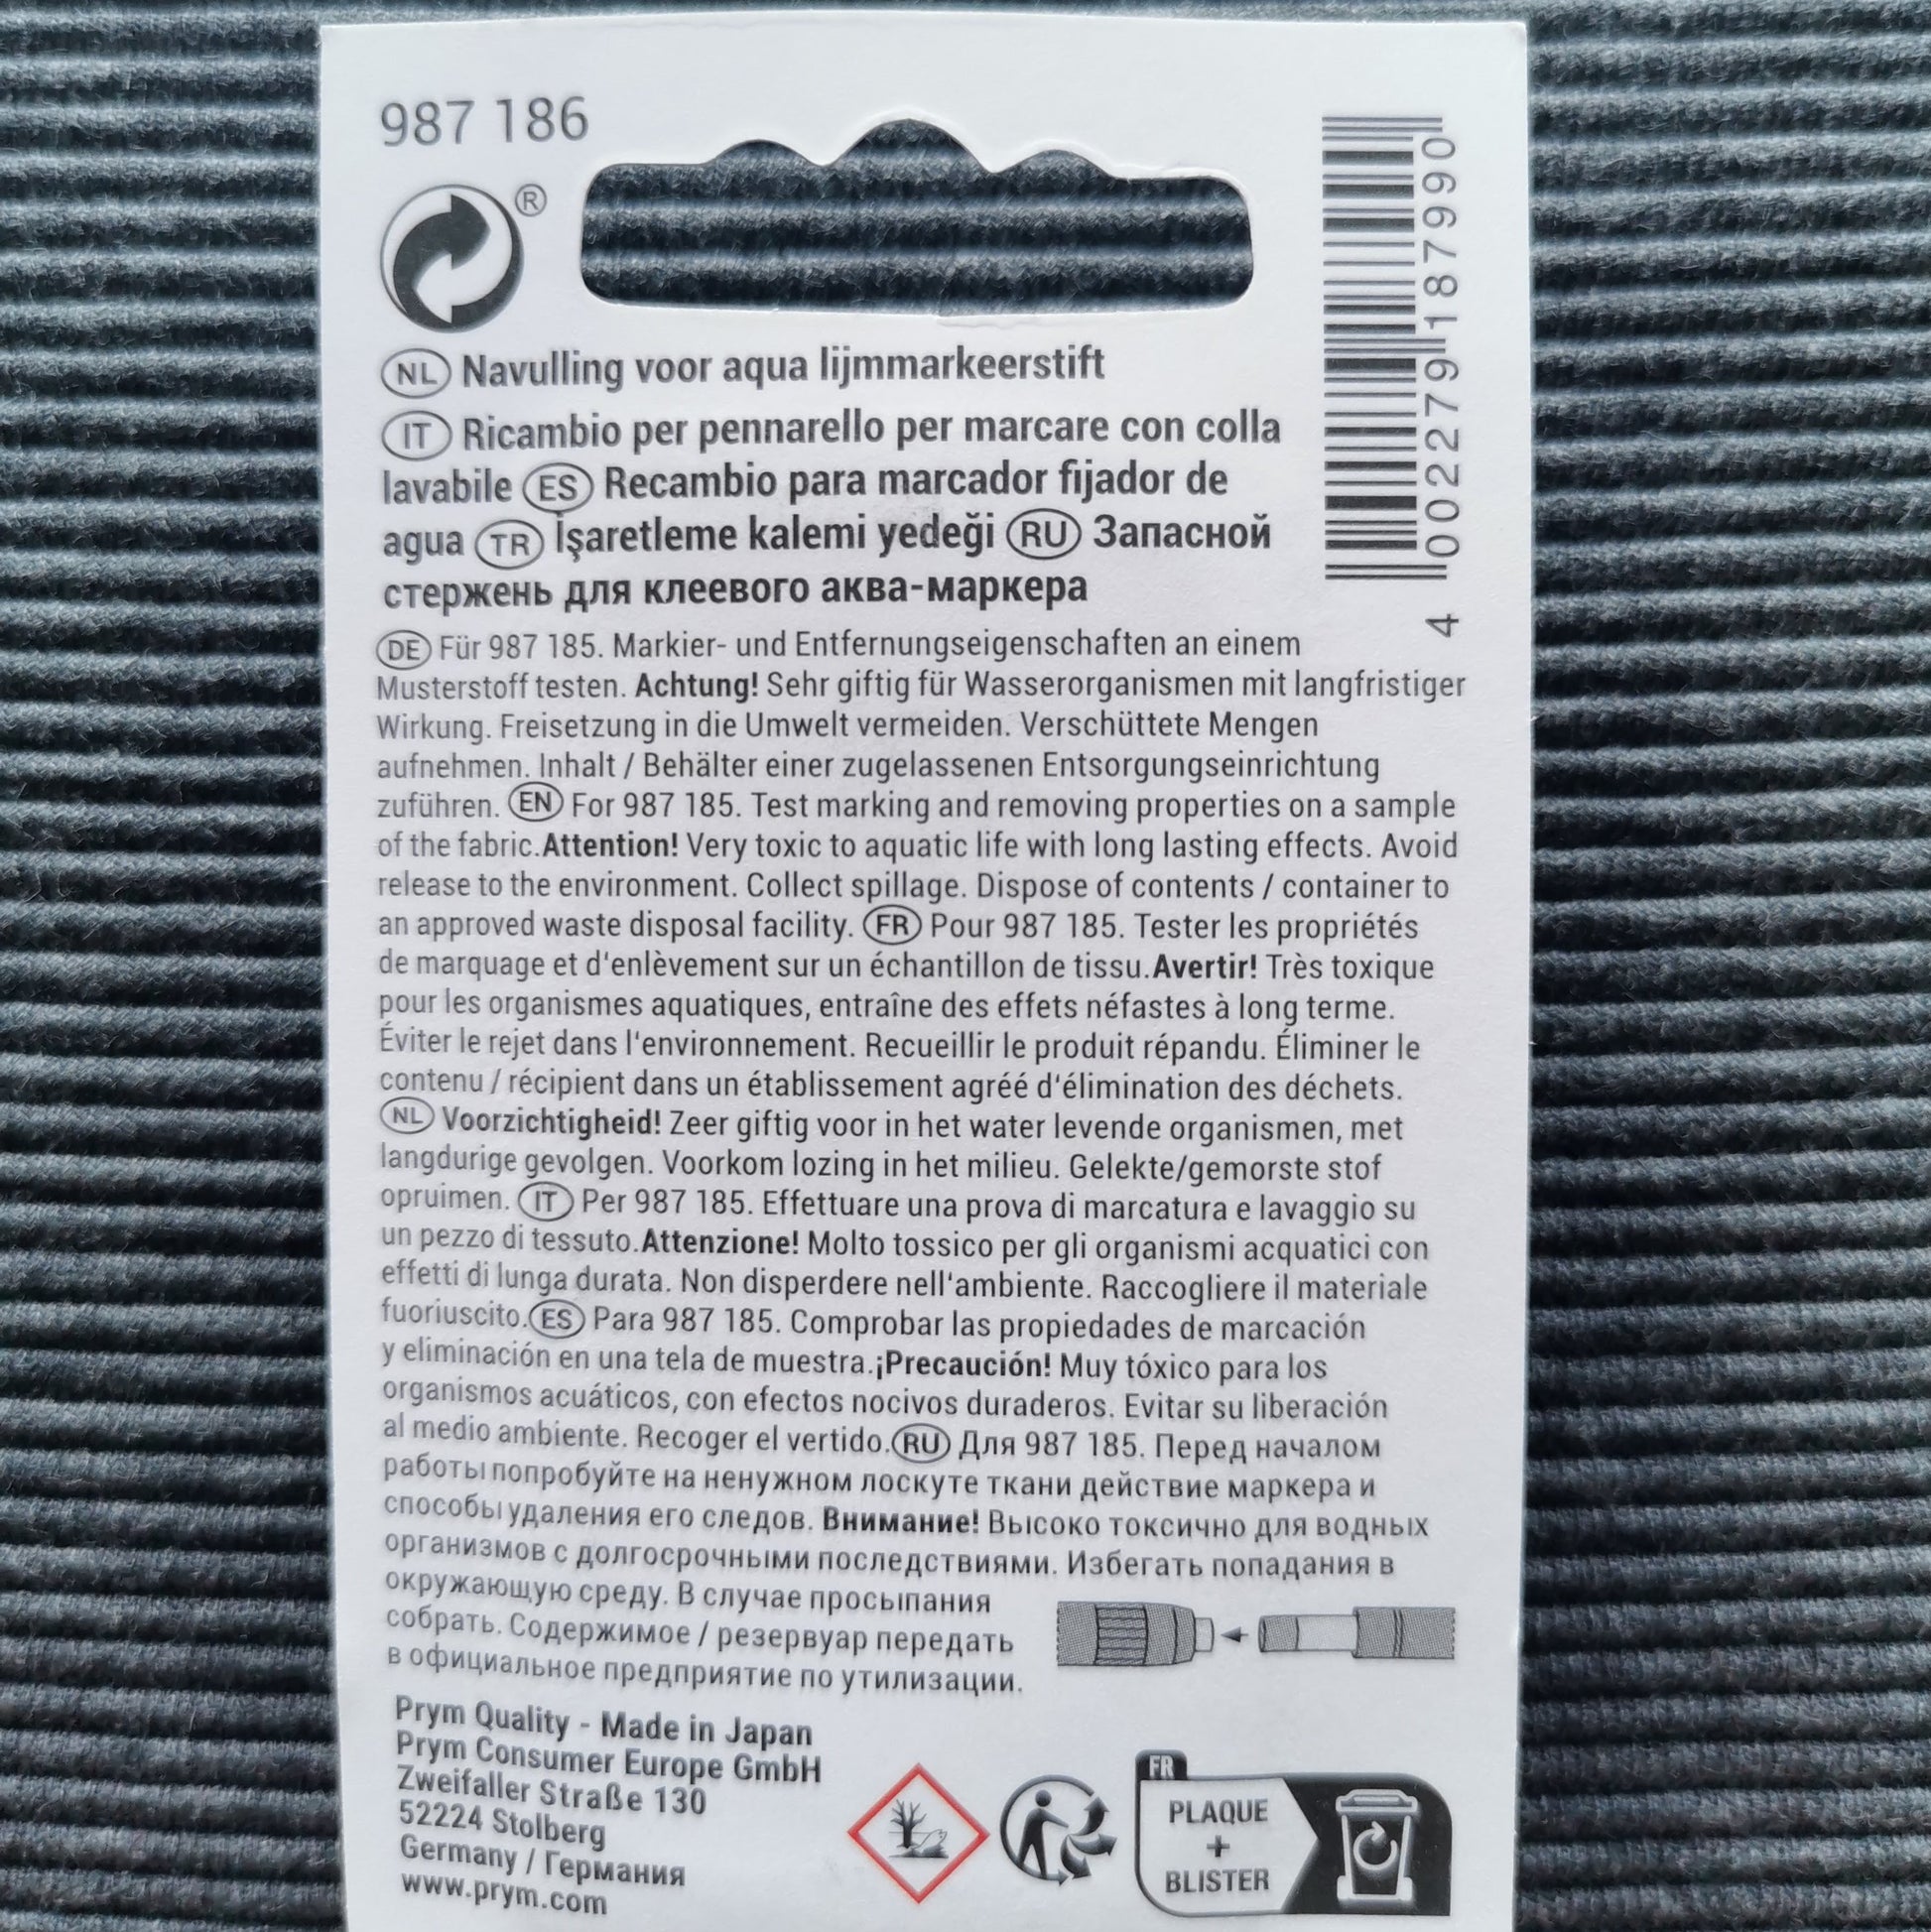 987 186
®
NL Navulling voor aqua lijmmarkeerstift
IT Ricambio per pennarello per marcare con colla
lavabile ES Recambio para marcador fijador de
agua TR İşaretleme kalemi yedeği RU Запасной
стержень для клеевого аква-маркера
4 002279 187990
DE Für 987 185. Markier- und Entfernungseigenschaften an einem
Musterstoff testen. Achtung! Sehr giftig für Wasserorganismen mit langfristiger
Wirkung. Freisetzung in die Umwelt vermeiden. Verschüttete Mengen
aufnehmen. Inhalt / Behälter einer zugelassenen Entsorgungseinrichtung
zuführen. EN For 987 185. Test marking and removing properties on a sample
of the fabric.Attention! Very toxic to aquatic life with long lasting effects. Avoid
release to the environment. Collect spillage. Dispose of contents / container to
an approved waste disposal facility. FR Pour 987 185. Tester les propriétés
de marquage et d'enlèvement sur un échantillon de tissu.Avertir! Très toxique
pour les organismes aquatiques, entraîne des effets néfastes à long terme.
Éviter le rejet dans l'environnement. Recueillir le produit répandu. Éliminer le
contenu / récipient dans un établissement agréé d'élimination des déchets.
NL Voorzichtigheid! Zeer giftig voor in het water levende organismen, met
langdurige gevolgen. Voorkom lozing in het milieu. Gelekte/gemorste stof
opruimen. IT Per 987 185. Effettuare una prova di marcatura e lavaggio su
un pezzo di tessuto.Attenzione! Molto tossico per gli organismi acquatici con
effetti di lunga durata. Non disperdere nell'ambiente. Raccogliere il materiale
fuoriuscito.ES Para 987 185. Comprobar las propiedades de marcación
y eliminación en una tela de muestra.¡Precaución! Muy tóxico para los
organismos acuáticos, con efectos nocivos duraderos. Evitar su liberación
al medio ambiente. Recoger el vertido.RU Для 987 185. Перед началом
работы попробуйте на ненужном лоскуте ткани действие маркера и
способы удаления его следов. Внимание! Высоко токсично для водных
организмов с долгосрочными последствиями. Избегать попадания в
окружающую среду. В случае просыпания
собрать. Содержимое / резервуар передать
в официальное предприятие по утилизации.
Prym Quality - Made in Japan
Prym Consumer Europe GmbH
Zweifaller Straße 130
52224 Stolberg
Germany / Германия
www.prym.com
FR
PLAQUE
+
BLISTER